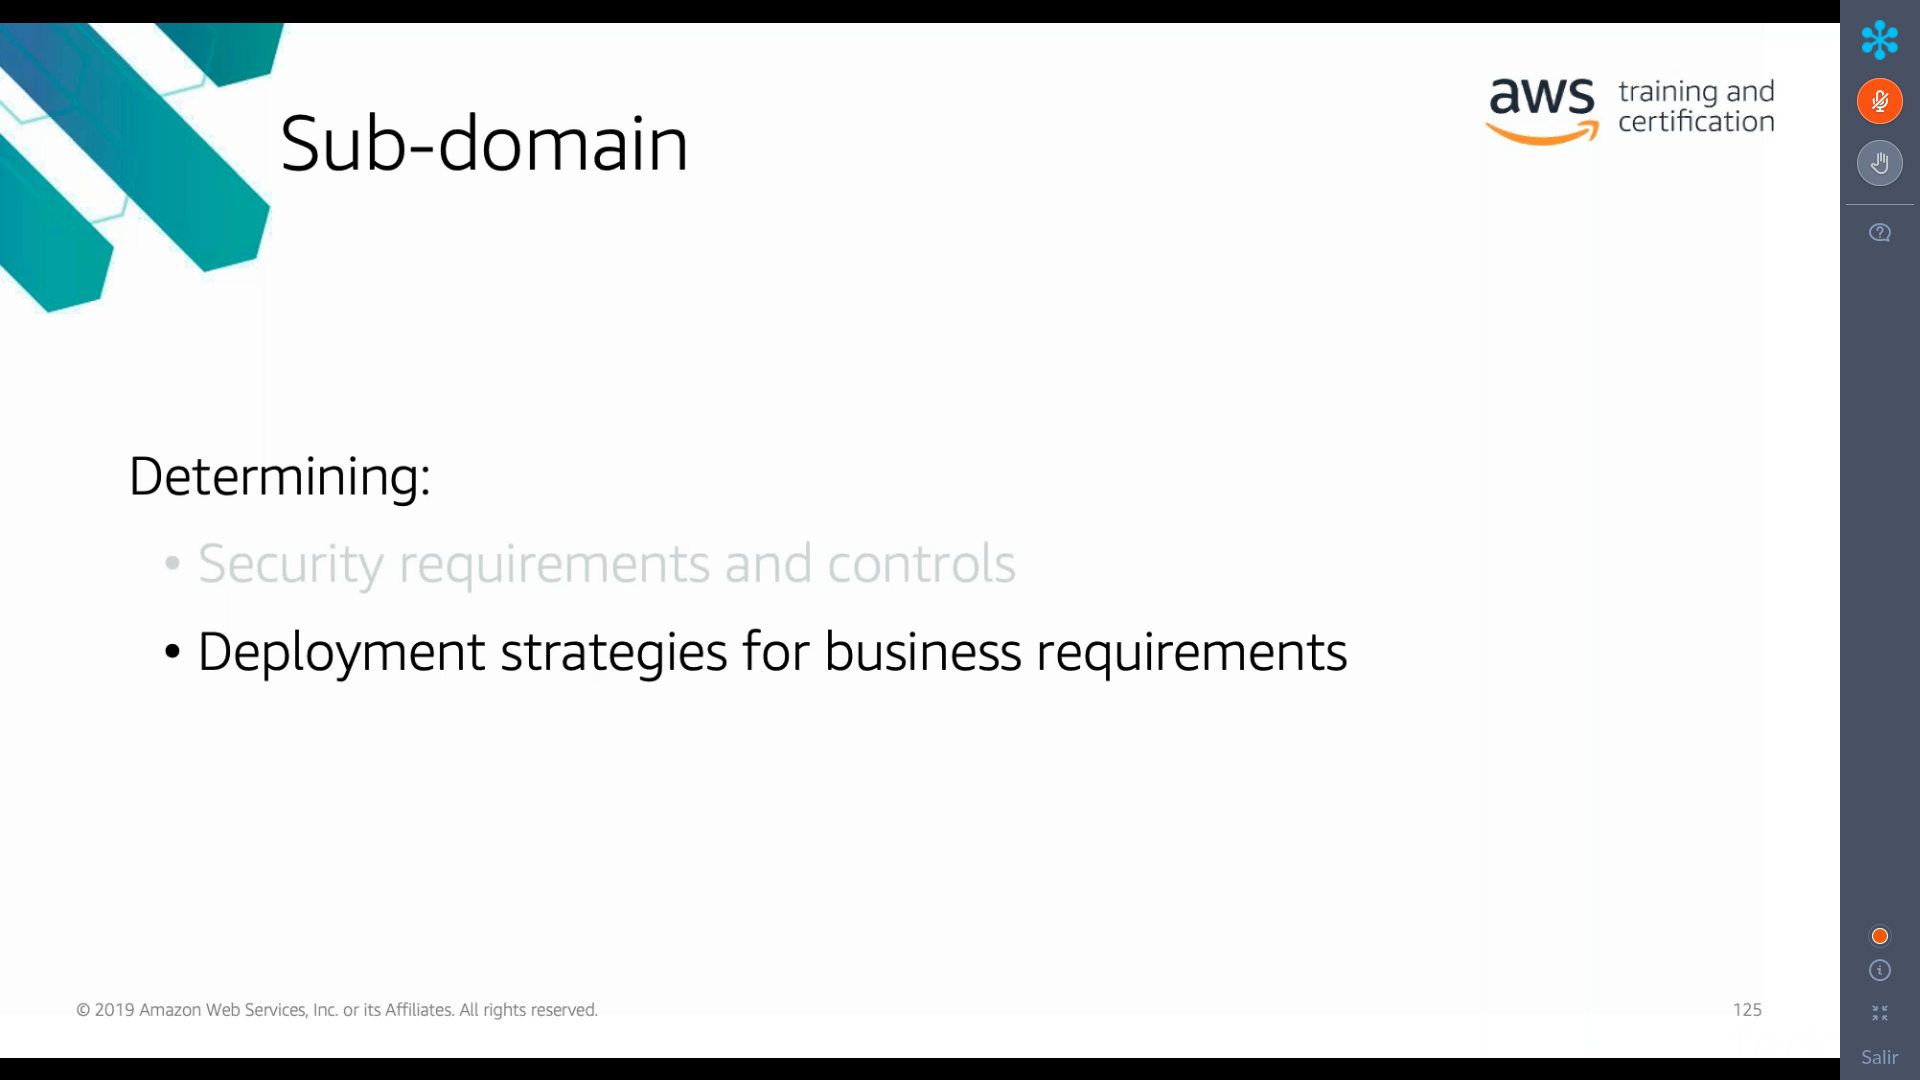 Sub-domain
aws training and
certification
Determining:
• Security requirements and controls
• Deployment strategies for business requirements
© 2019 Amazon Web Services, Inc. or its Affiliates. All rights reserved.
125
Salir